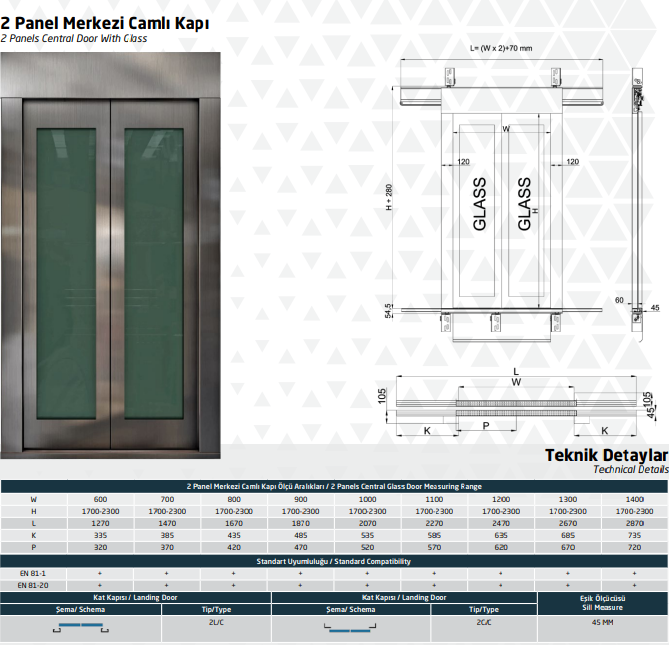 2 Panel Merkezi Camlı Kapı
2 Panels Central Door With Class
L= (W x 2)+70 mm
W
120
120
GLASS
GLASS
H
H + 280
54,5
60
45
L
W
105
105
45
K
P
K
Teknik Detaylar
Technical Details
2 Panel Merkezi Camlı Kapı Ölçü Aralıkları / 2 Panels Central Glass Door Measuring Range
W 600 700 800 900 1000 1100 1200 1300 1400
H 1700-2300 1700-2300 1700-2300 1700-2300 1700-2300 1700-2300 1700-2300 1700-2300 1700-2300
L 1270 1470 1670 1870 2070 2270 2470 2670 2870
K 335 385 435 485 535 585 635 685 735
P 320 370 420 470 520 570 620 670 720
Standart Uyumluluğu / Standard Compatibility
EN 81-1 + + + + + + + + +
EN 81-20 + + + + + + + + +
Kat Kapısı / Landing Door Kat Kapısı / Landing Door Eşik Ölçücüsü
Sill Measure
Şema/ Schema Tip/Type Şema/ Schema Tip/Type
2L/C 2C/C 45 MM